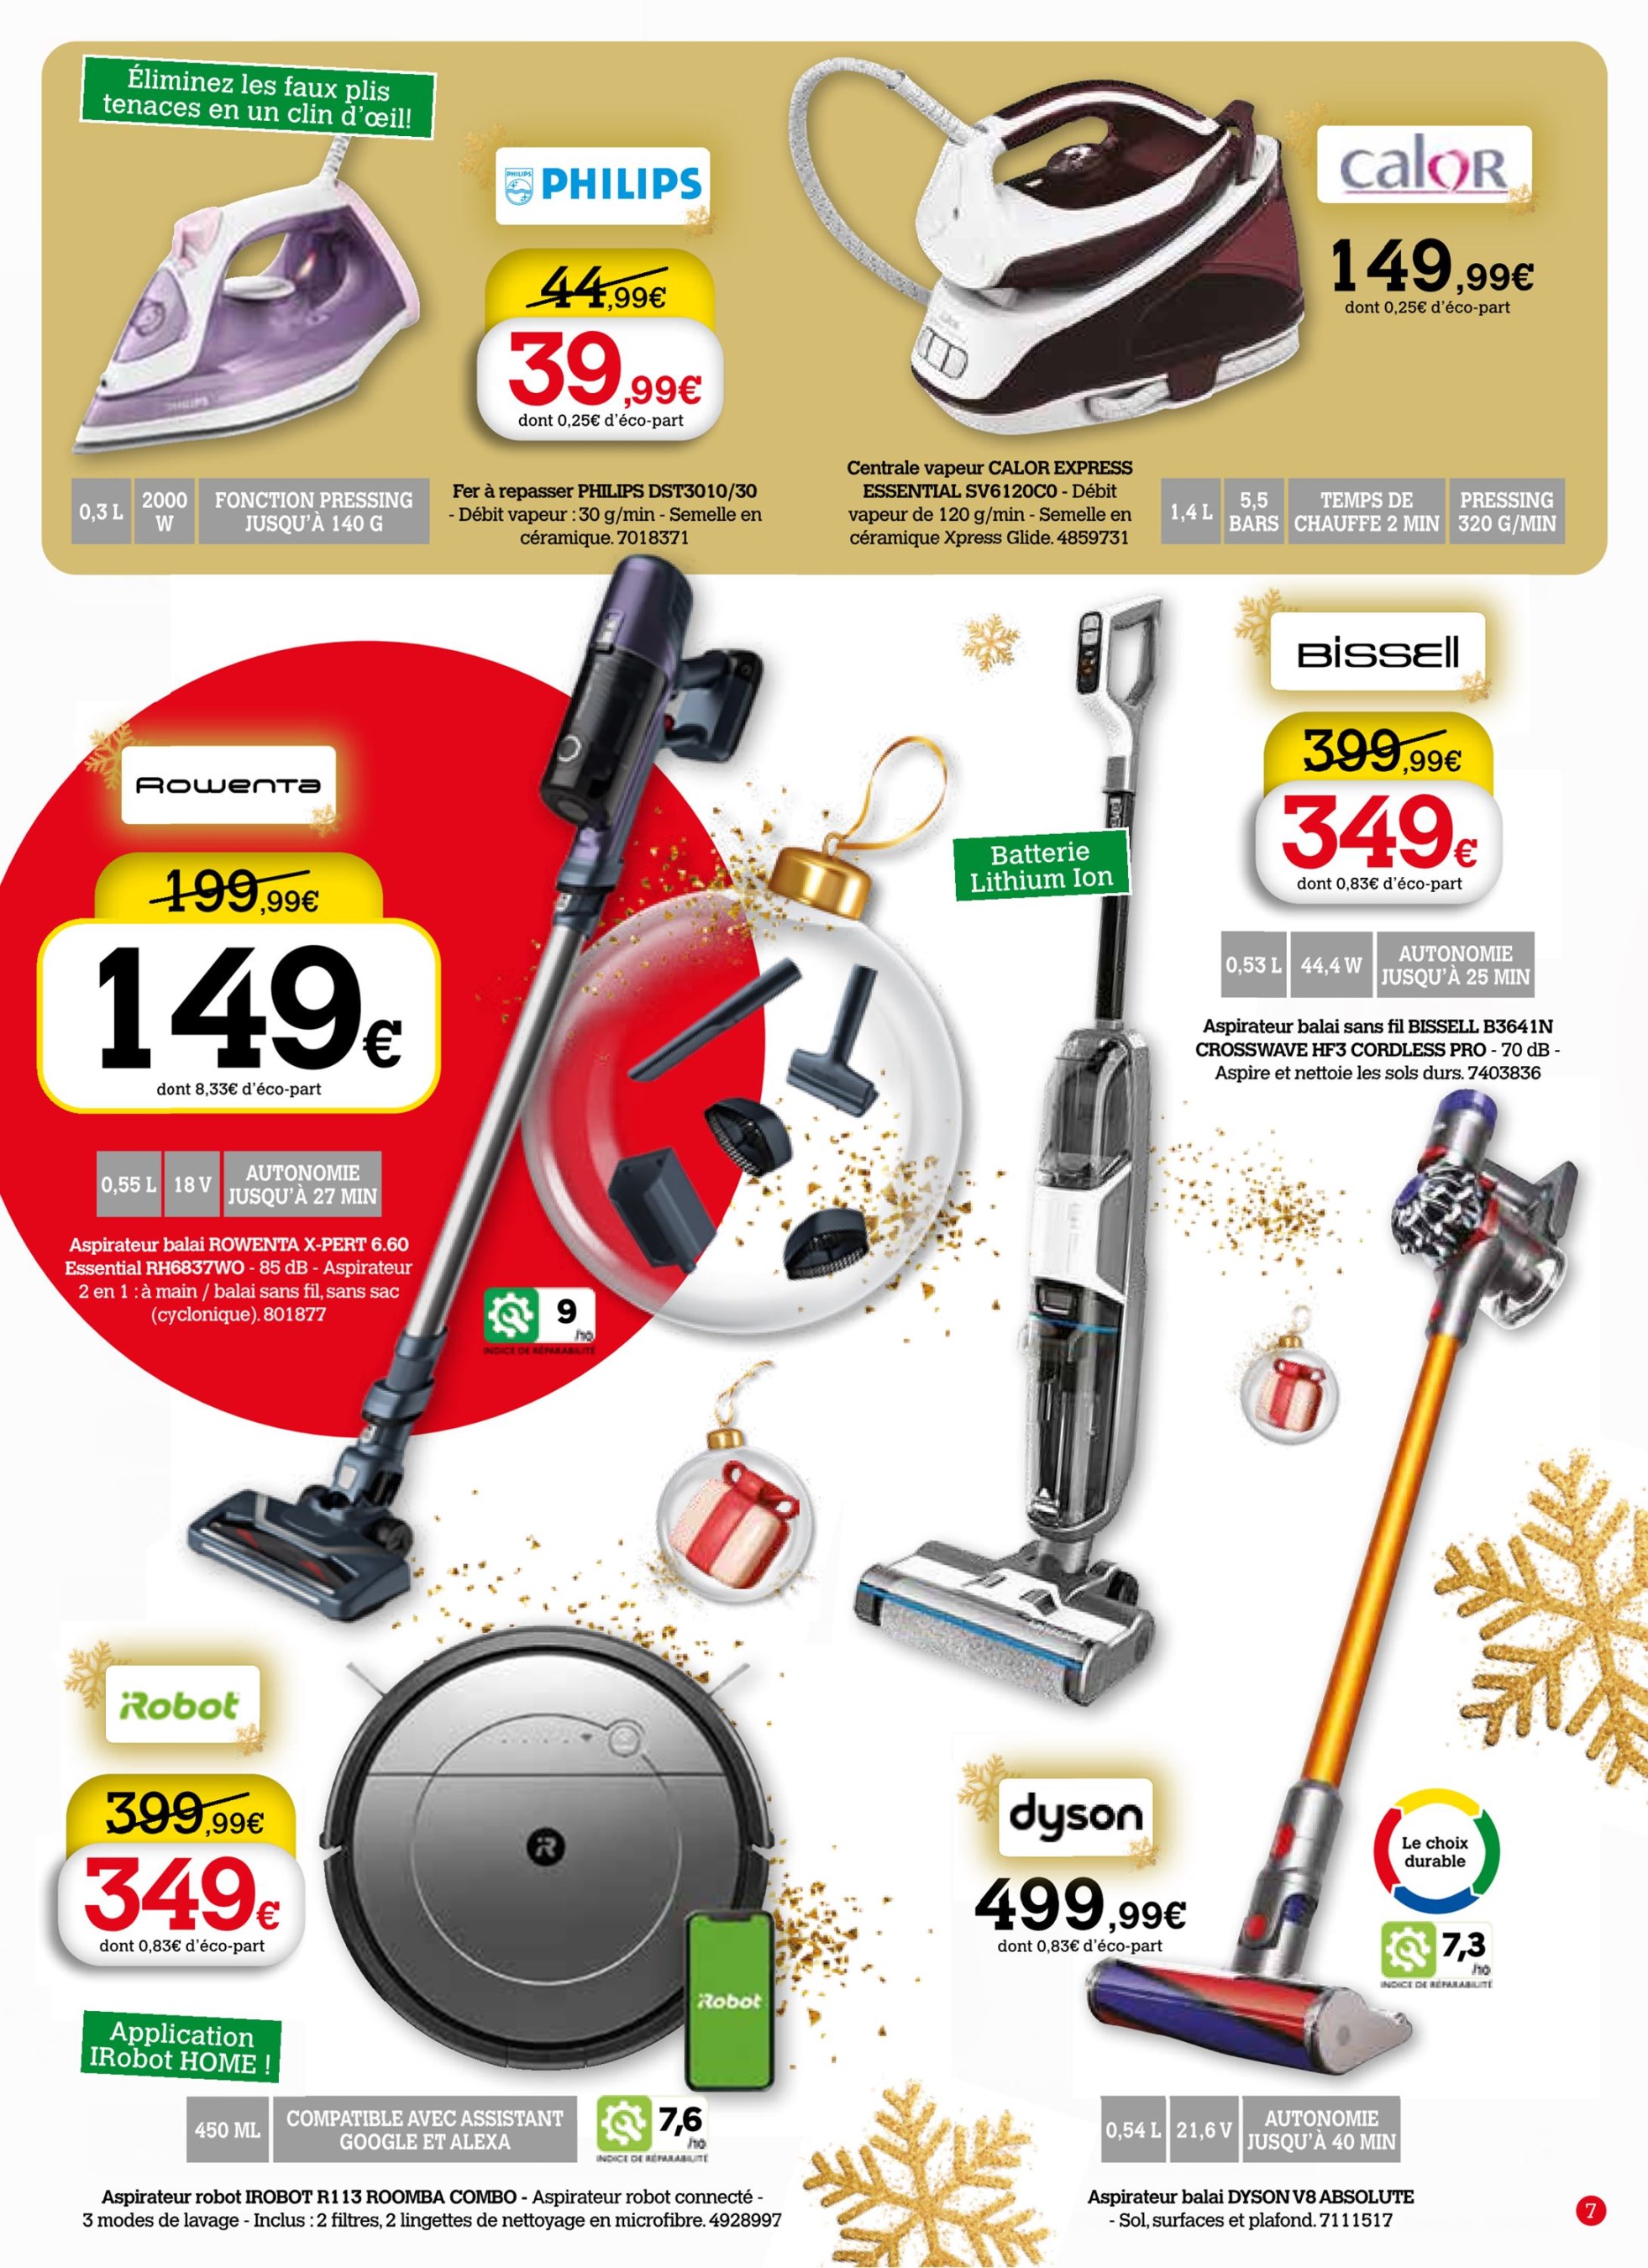 Éliminez les faux plis
tenaces en un clin d'œil!
PHILIPS
PHILIPS
44,99€
39,99€
dont 0,25€ d'éco-part
0,3 L
2000
W
FONCTION PRESSING
JUSQU'À 140 G
Fer à repasser PHILIPS DST3010/30
- Débit vapeur : 30 g/min - Semelle en
céramique. 7018371
calor
149,99€
dont 0,25€ d'éco-part
Centrale vapeur CALOR EXPRESS
ESSENTIAL SV6120C0 - Débit
vapeur de 120 g/min - Semelle en
céramique Xpress Glide. 4859731
1,4 L
5,5
BARS
TEMPS DE
CHAUFFE 2 MIN
PRESSING
320 G/MIN
Rowenta
199,99€
149€
dont 8,33€ d'éco-part
0,55 L
18 V
AUTONOMIE
JUSQU'À 27 MIN
Aspirateur balai ROWENTA X-PERT 6.60
Essential RH6837WO - 85 dB - Aspirateur
2 en 1 : à main / balai sans fil, sans sac
(cyclonique). 801877
9
/10
INDICE DE RÉPARABILITÉ
Batterie
Lithium Ion
BISSELL
399,99€
349€
dont 0,83€ d'éco-part
0,53 L
44,4 W
AUTONOMIE
JUSQU'À 25 MIN
Aspirateur balai sans fil BISSELL B3641N
CROSSWAVE HF3 CORDLESS PRO - 70 dB -
Aspire et nettoie les sols durs. 7403836
iRobot
399,99€
349€
dont 0,83€ d'éco-part
Application
IRobot HOME !
iRobot
450 ML
COMPATIBLE AVEC ASSISTANT
GOOGLE ET ALEXA
7,6
/10
INDICE DE RÉPARABILITÉ
Aspirateur robot IROBOT R113 ROOMBA COMBO - Aspirateur robot connecté -
3 modes de lavage - Inclus : 2 filtres, 2 lingettes de nettoyage en microfibre. 4928997
dyson
499,99€
dont 0,83€ d'éco-part
Le choix
durable
7,3
/10
INDICE DE RÉPARABILITÉ
0,54 L
21,6 V
AUTONOMIE
JUSQU'À 40 MIN
Aspirateur balai DYSON V8 ABSOLUTE
- Sol, surfaces et plafond. 7111517
7